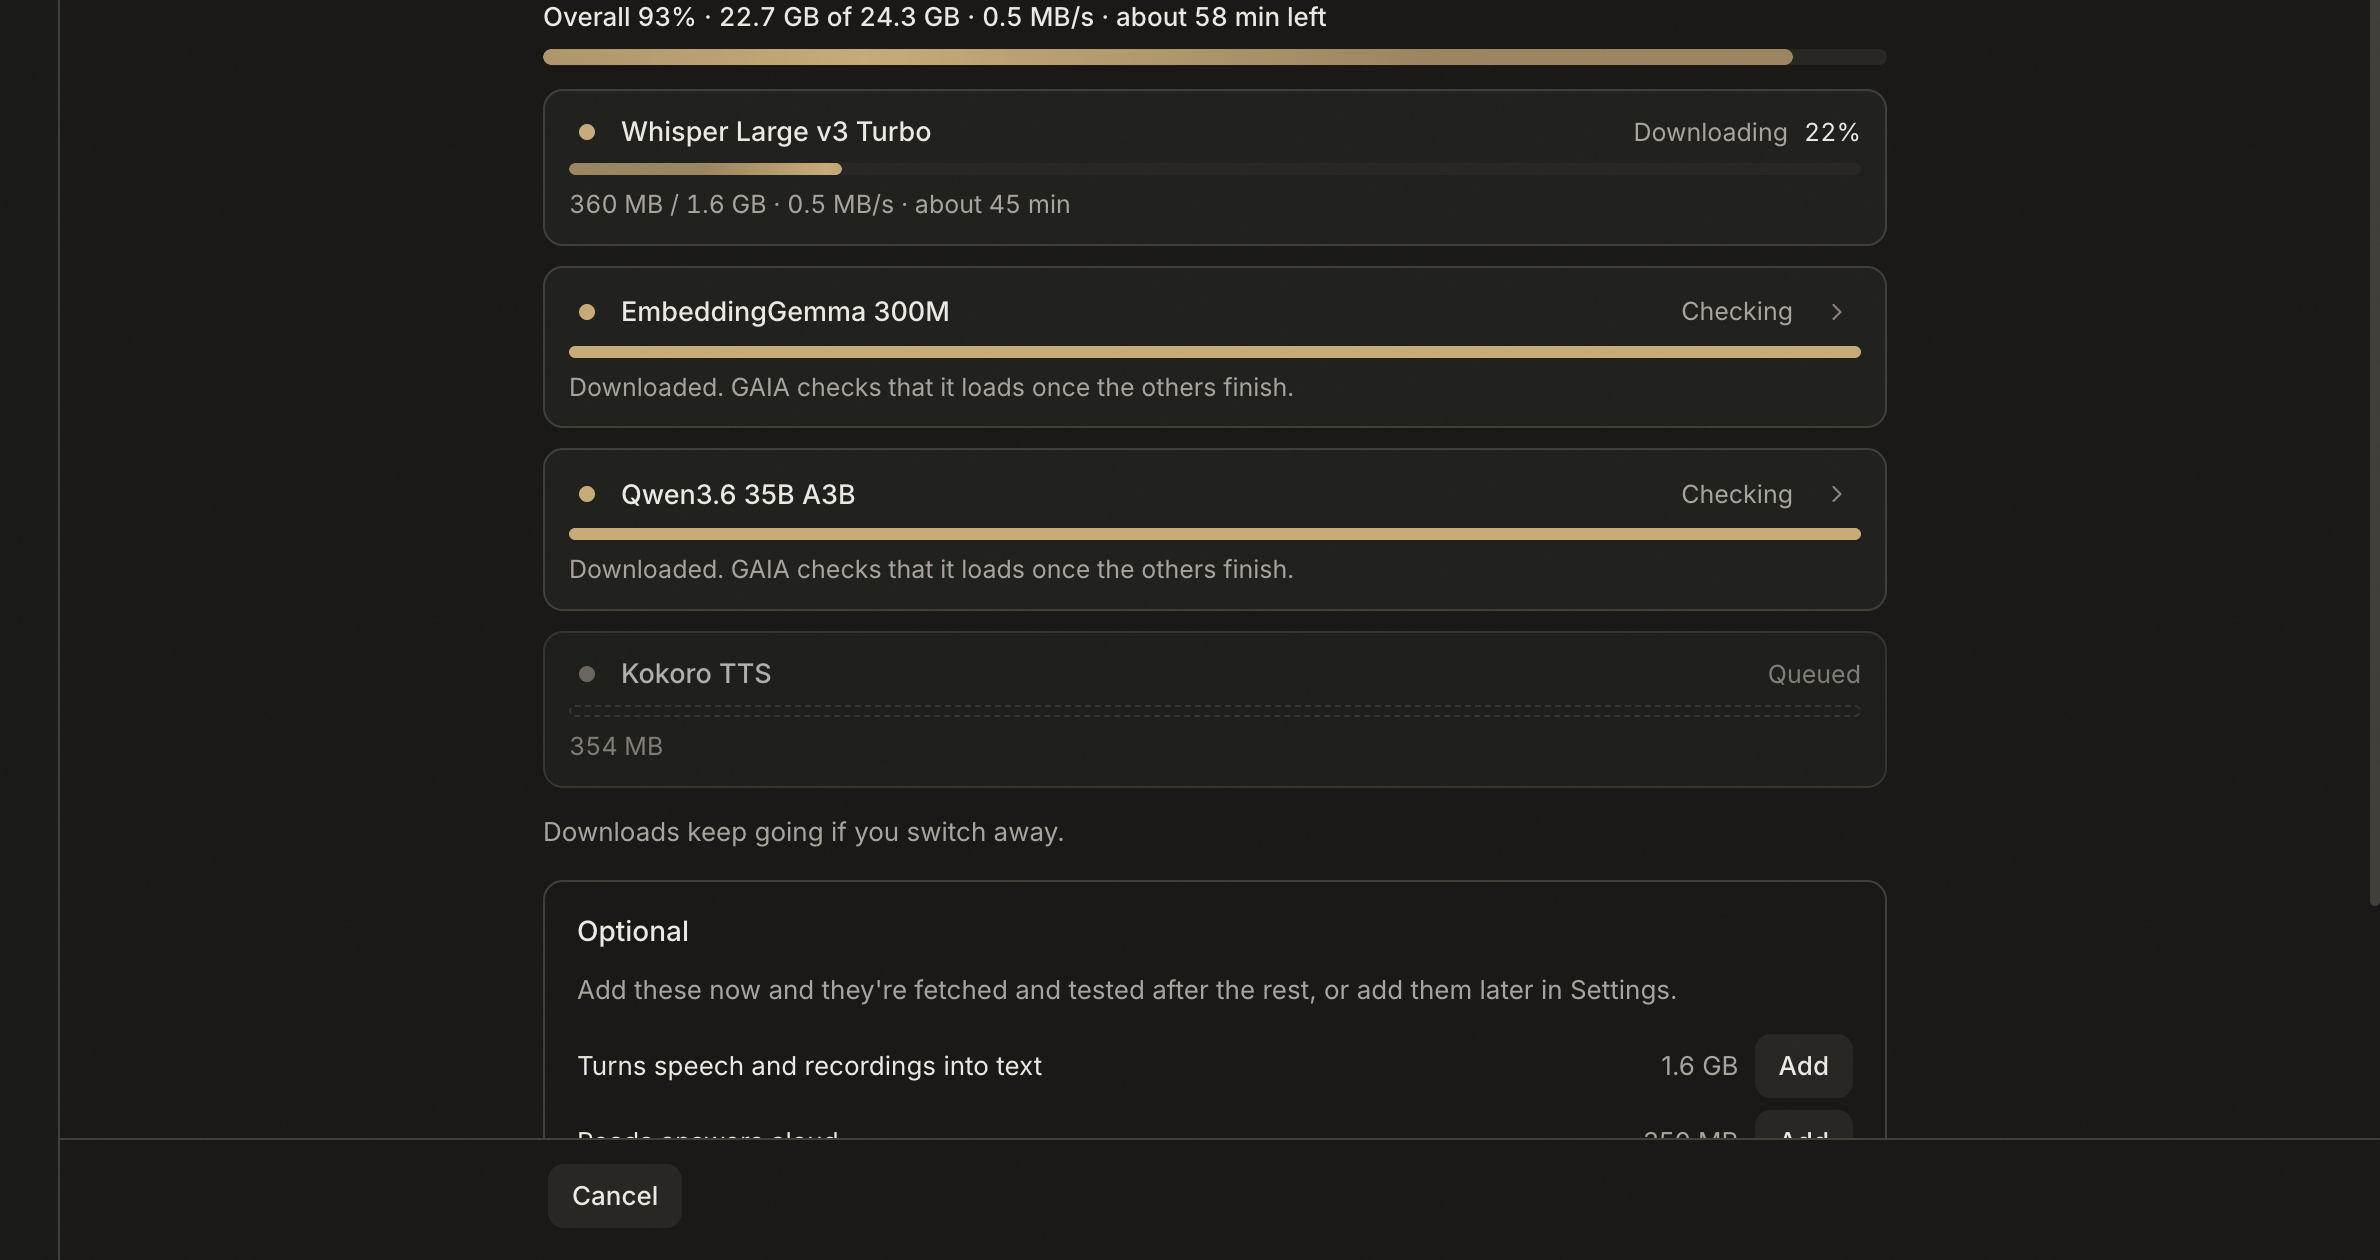 Overall 93% · 22.7 GB of 24.3 GB · 0.5 MB/s · about 58 min left
Whisper Large v3 Turbo
Downloading 22%
360 MB / 1.6 GB · 0.5 MB/s · about 45 min
EmbeddingGemma 300M
Checking
Downloaded. GAIA checks that it loads once the others finish.
Qwen3.6 35B A3B
Checking
Downloaded. GAIA checks that it loads once the others finish.
Kokoro TTS
Queued
354 MB
Downloads keep going if you switch away.
Optional
Add these now and they're fetched and tested after the rest, or add them later in Settings.
Turns speech and recordings into text
1.6 GB
Add
Reads answers aloud
Add
Cancel